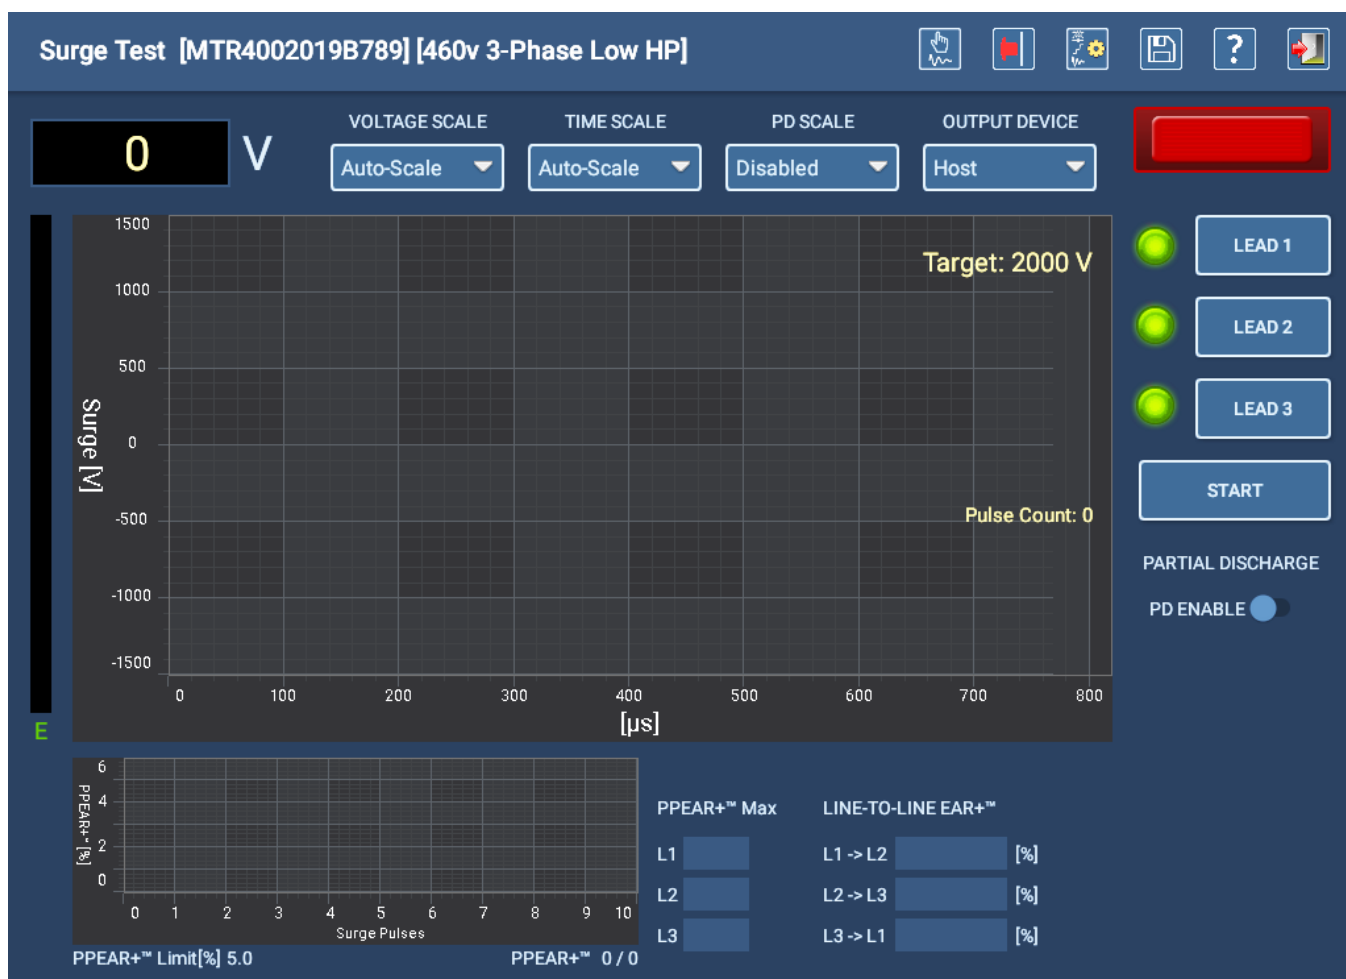 Surge Test [MTR4002019B789] [460v 3-Phase Low HP]
?
0 V
VOLTAGE SCALE
Auto-Scale
TIME SCALE
Auto-Scale
PD SCALE
Disabled
OUTPUT DEVICE
Host
E
Surge [V]
1500
1000
500
0
-500
-1000
-1500
Target: 2000 V
Pulse Count: 0
0 100 200 300 400 500 600 700 800
[µs]
LEAD 1
LEAD 2
LEAD 3
START
PARTIAL DISCHARGE
PD ENABLE
PPEAR+™ [%]
6
4
2
0
0 1 2 3 4 5 6 7 8 9 10
Surge Pulses
PPEAR+™ Limit[%] 5.0
PPEAR+™ 0 / 0
PPEAR+™ Max
L1
L2
L3
LINE-TO-LINE EAR+™
L1 -> L2 [%]
L2 -> L3 [%]
L3 -> L1 [%]